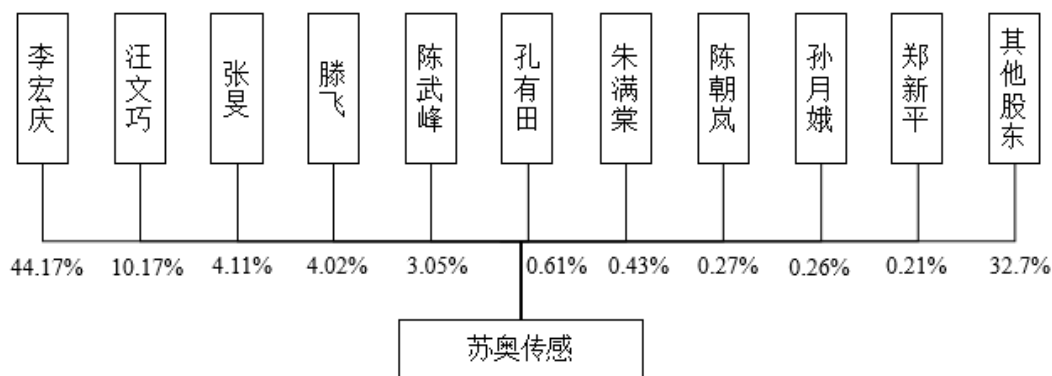 李宏庆
汪文巧
张旻
滕飞
陈武峰
孔有田
朱满棠
陈朝岚
孙月娥
郑新平
其他股东
44.17%
10.17%
4.11%
4.02%
3.05%
0.61%
0.43%
0.27%
0.26%
0.21%
32.7%
苏奥传感